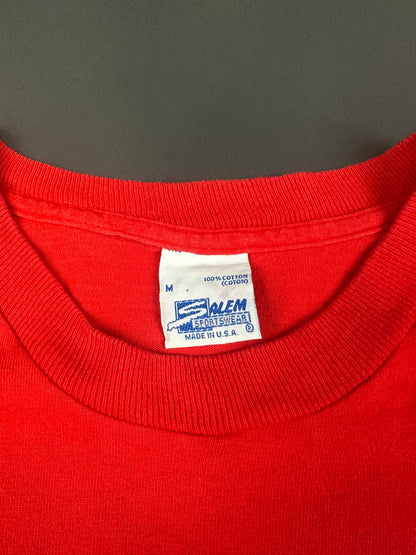 M
100% COTTON
(COTON)
SALEM
SPORTSWEAR
®
MADE IN U.S.A.